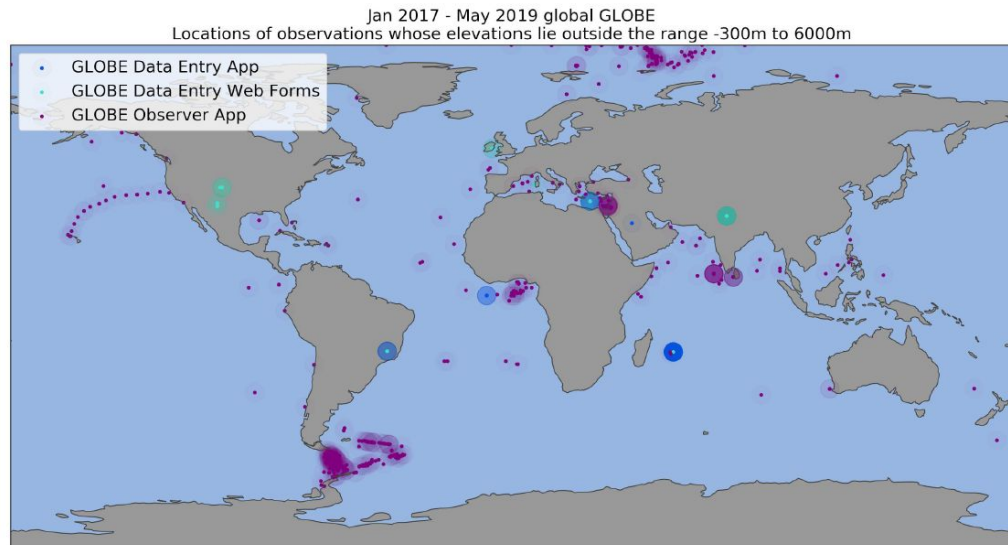 Jan 2017 - May 2019 global GLOBE
Locations of observations whose elevations lie outside the range -300m to 6000m
GLOBE Data Entry App
GLOBE Data Entry Web Forms
GLOBE Observer App